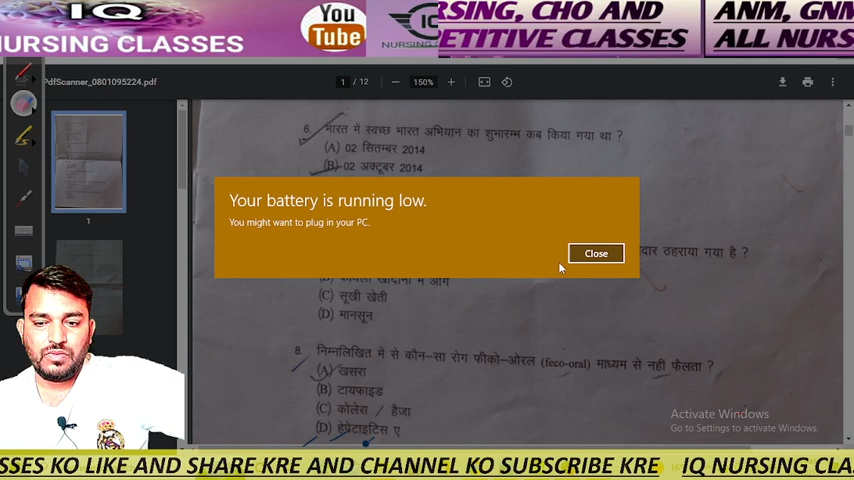 IQ
NURSING CLASSES
You
Tube
IC
NURSING
RSING, CHO AND
ETITIVE CLASSES
ANM, GNM
ALL NURS
PdfScanner_0801095224.pdf
1 / 12
150%
1
6. भारत में स्वच्छ भारत अभियान का शुभारम्भ कब किया गया था ?
(A) 02 सितम्बर 2014
(B) 02 अक्टूबर 2014
Your battery is running low.
You might want to plug in your PC.
Close
ठहराया गया है ?
(C) सूखी खेती
(D) मानसून
8. निम्नलिखित में से कौन-सा रोग फीको-ओरल (feco-oral) माध्यम से नहीं फैलता ?
(A) खसरा
(B) टायफाइड
(C) कोलेरा / हैजा
(D) हेपेटाइटिस ए
Activate Windows
Go to Settings to activate Windows.
SSES KO LIKE AND SHARE KRE AND CHANNEL KO SUBSCRIBE KRE IQ NURSING CLA